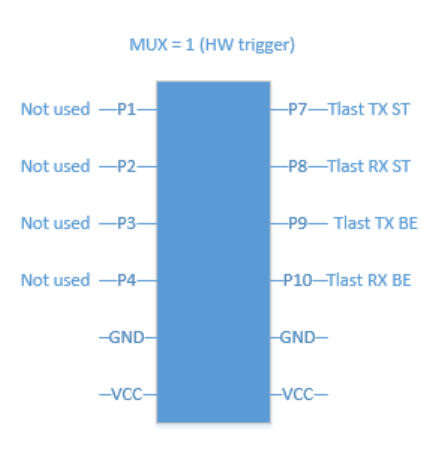 MUX = 1 (HW trigger)
Not used P1 P7 Tlast TX ST
Not used P2 P8 Tlast RX ST
Not used P3 P9 Tlast TX BE
Not used P4 P10 Tlast RX BE
GND GND
VCC VCC